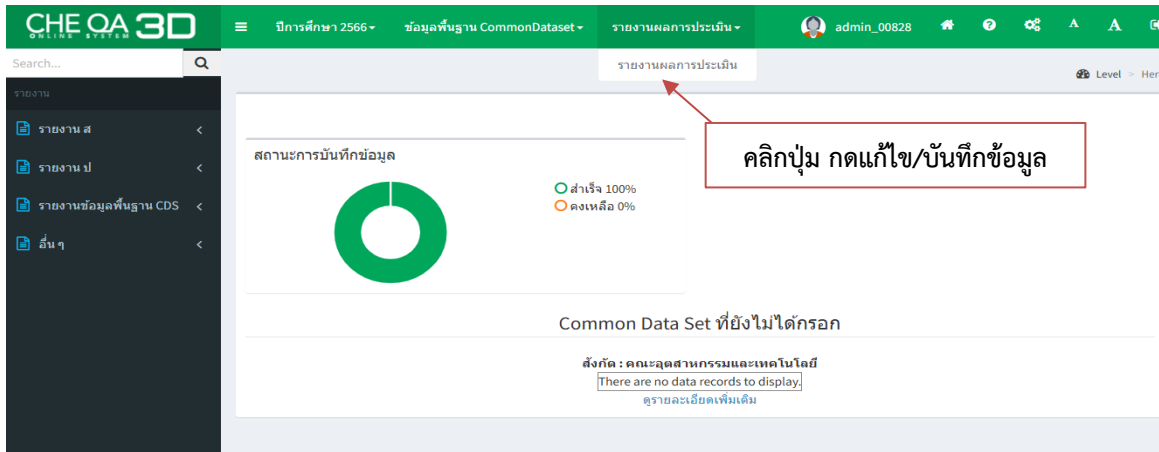 CHE QA 3D
ONLINE SYSTEM
ปีการศึกษา 2566
ข้อมูลพื้นฐาน CommonDataset
รายงานผลการประเมิน
admin_00828
A
A
Search...
รายงานผลการประเมิน
Level > Her
รายงาน
รายงาน ส
รายงาน ป
รายงานข้อมูลพื้นฐาน CDS
อื่น ๆ
คลิกปุ่ม กดแก้ไข/บันทึกข้อมูล
สถานะการบันทึกข้อมูล
สำเร็จ 100%
คงเหลือ 0%
Common Data Set ที่ยังไม่ได้กรอก
สังกัด : คณะอุตสาหกรรมและเทคโนโลยี
There are no data records to display.
ดูรายละเอียดเพิ่มเติม